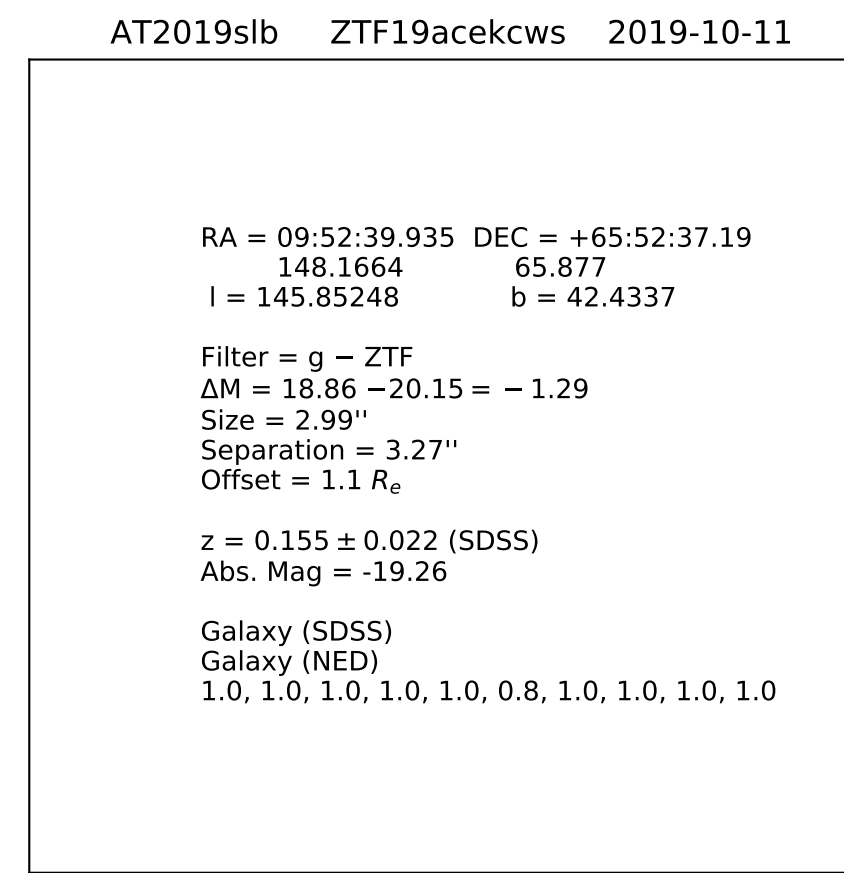 AT2019slb ZTF19acekcws 2019-10-11
RA = 09:52:39.935 DEC = +65:52:37.19
148.1664 65.877
l = 145.85248 b = 42.4337
Filter = g − ZTF
ΔM = 18.86 −20.15 = − 1.29
Size = 2.99''
Separation = 3.27''
Offset = 1.1 Rₑ
z = 0.155 ± 0.022 (SDSS)
Abs. Mag = -19.26
Galaxy (SDSS)
Galaxy (NED)
1.0, 1.0, 1.0, 1.0, 1.0, 0.8, 1.0, 1.0, 1.0, 1.0